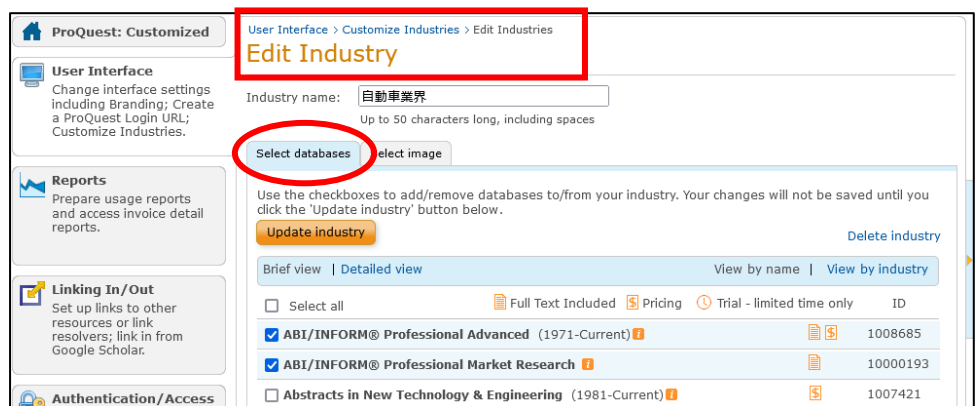 ProQuest: Customized
User Interface
Change interface settings
including Branding; Create
a ProQuest Login URL;
Customize Industries.
Reports
Prepare usage reports
and access invoice detail
reports.
Linking In/Out
Set up links to other
resources or link
resolvers; link in from
Google Scholar.
Authentication/Access
User Interface > Customize Industries > Edit Industries
Edit Industry
Industry name: 自動車業界
Up to 50 characters long, including spaces
Select databases Select image
Use the checkboxes to add/remove databases to/from your industry. Your changes will not be saved until you
click the 'Update industry' button below.
Update industry
Delete industry
Brief view | Detailed view View by name | View by industry
Select all Full Text Included $ Pricing Trial - limited time only ID
ABI/INFORM® Professional Advanced (1971-Current) i $ 1008685
ABI/INFORM® Professional Market Research i 10000193
Abstracts in New Technology & Engineering (1981-Current) i $ 1007421